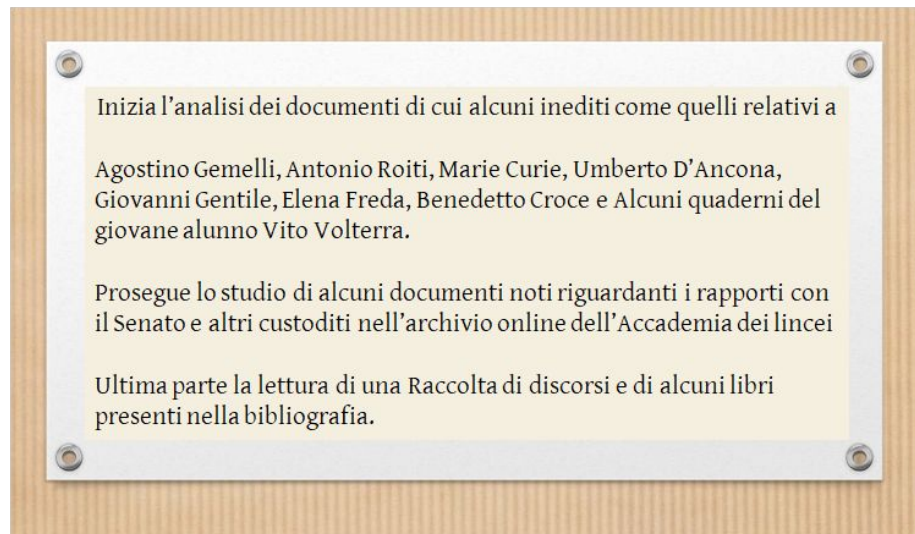 Inizia l’analisi dei documenti di cui alcuni inediti come quelli relativi a
Agostino Gemelli, Antonio Roiti, Marie Curie, Umberto D’Ancona,
Giovanni Gentile, Elena Freda, Benedetto Croce e Alcuni quaderni del
giovane alunno Vito Volterra.
Prosegue lo studio di alcuni documenti noti riguardanti i rapporti con
il Senato e altri custoditi nell’archivio online dell’Accademia dei lincei
Ultima parte la lettura di una Raccolta di discorsi e di alcuni libri
presenti nella bibliografia.